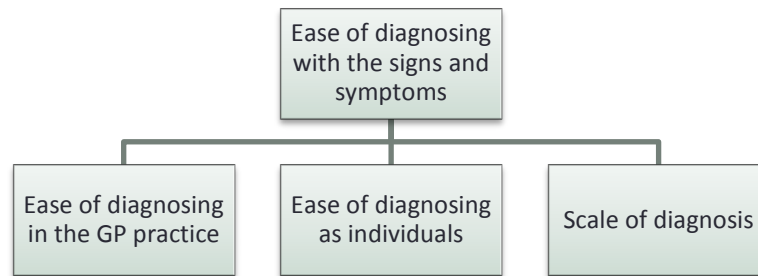 Ease of diagnosing
with the signs and
symptoms
Ease of diagnosing
in the GP practice
Ease of diagnosing
as individuals
Scale of diagnosis